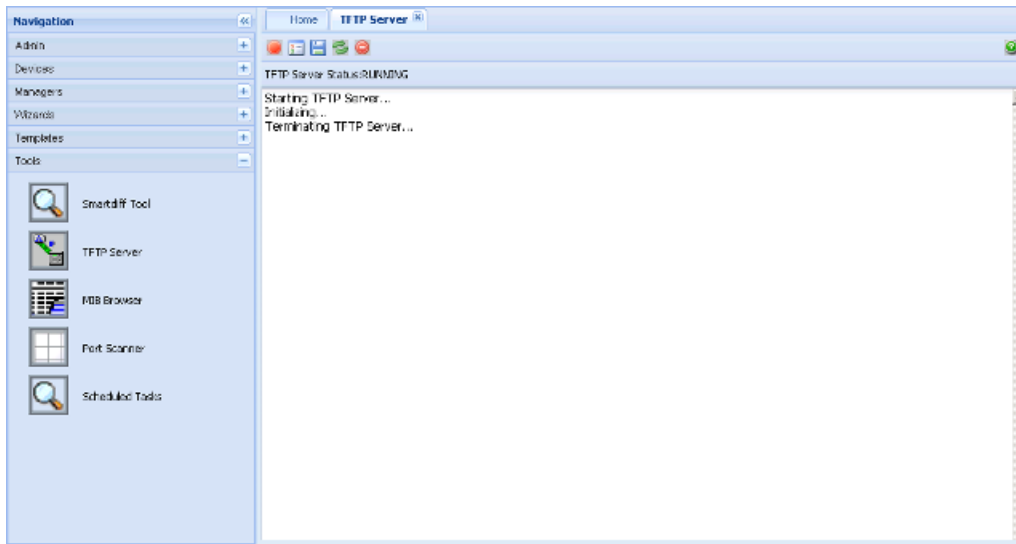 Navigation
Admin
Devices
Managers
Wizards
Templates
Tools
Smartdiff Tool
TFTP Server
MIB Browser
Port Scanner
Scheduled Tasks
Home
TFTP Server
TFTP Server Status:RUNNING
Starting TFTP Server...
Initializing...
Terminating TFTP Server...